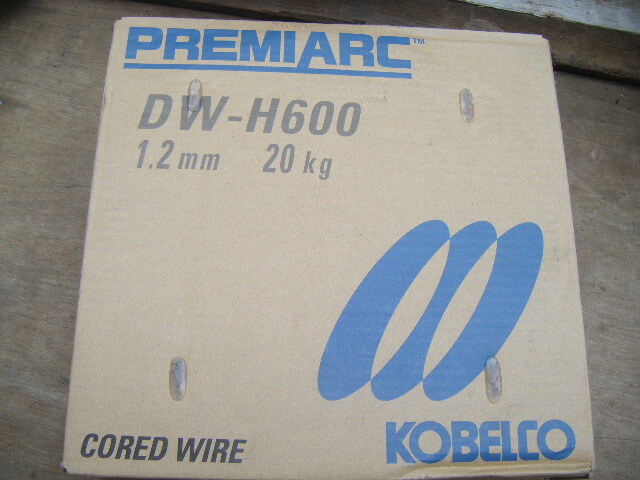 PREMIARC™
DW-H600
1.2 mm 20 kg
CORED WIRE KOBELCO